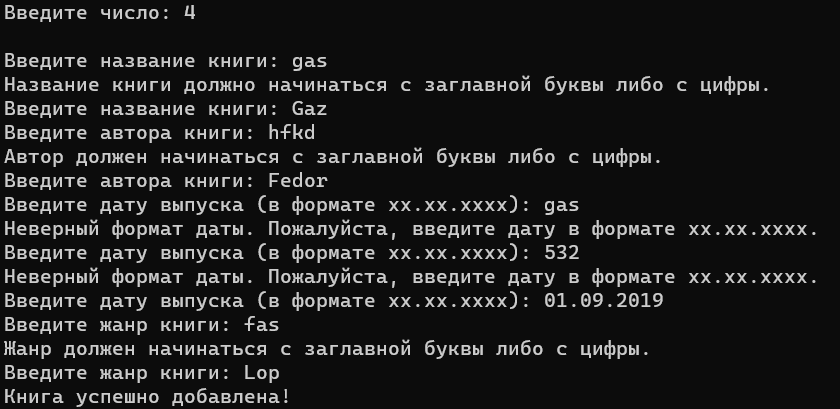 Введите число: 4
Введите название книги: gas
Название книги должно начинаться с заглавной буквы либо с цифры.
Введите название книги: Gaz
Введите автора книги: hfkd
Автор должен начинаться с заглавной буквы либо с цифры.
Введите автора книги: Fedor
Введите дату выпуска (в формате xx.xx.xxxx): gas
Неверный формат даты. Пожалуйста, введите дату в формате xx.xx.xxxx.
Введите дату выпуска (в формате xx.xx.xxxx): 532
Неверный формат даты. Пожалуйста, введите дату в формате xx.xx.xxxx.
Введите дату выпуска (в формате xx.xx.xxxx): 01.09.2019
Введите жанр книги: fas
Жанр должен начинаться с заглавной буквы либо с цифры.
Введите жанр книги: Lop
Книга успешно добавлена!